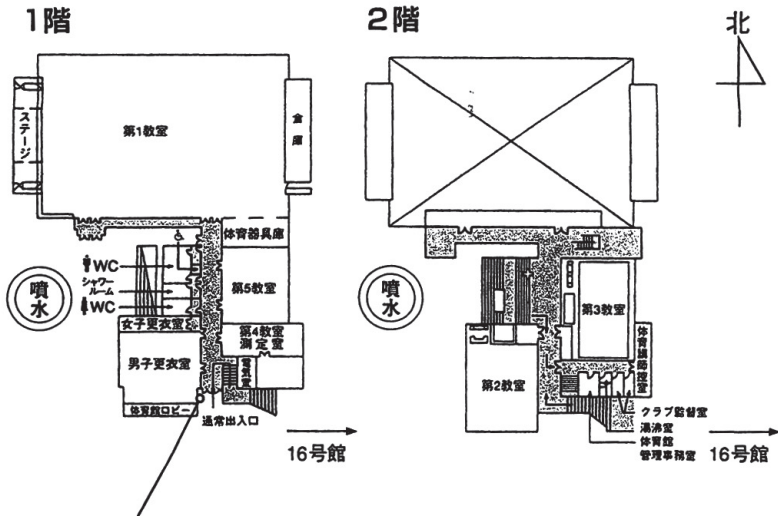 1階
2階
北
ステージ
第1教室
倉庫
体育器具庫
WC
シャワー
ルーム
WC
女子更衣室
男子更衣室
体育館ロビー
第5教室
第4教室
測定室
電気室
通常出入口
噴水
16号館
噴水
第3教室
第2教室
体育講師控室
クラブ監督室
湯沸室
体育館
管理事務室
16号館